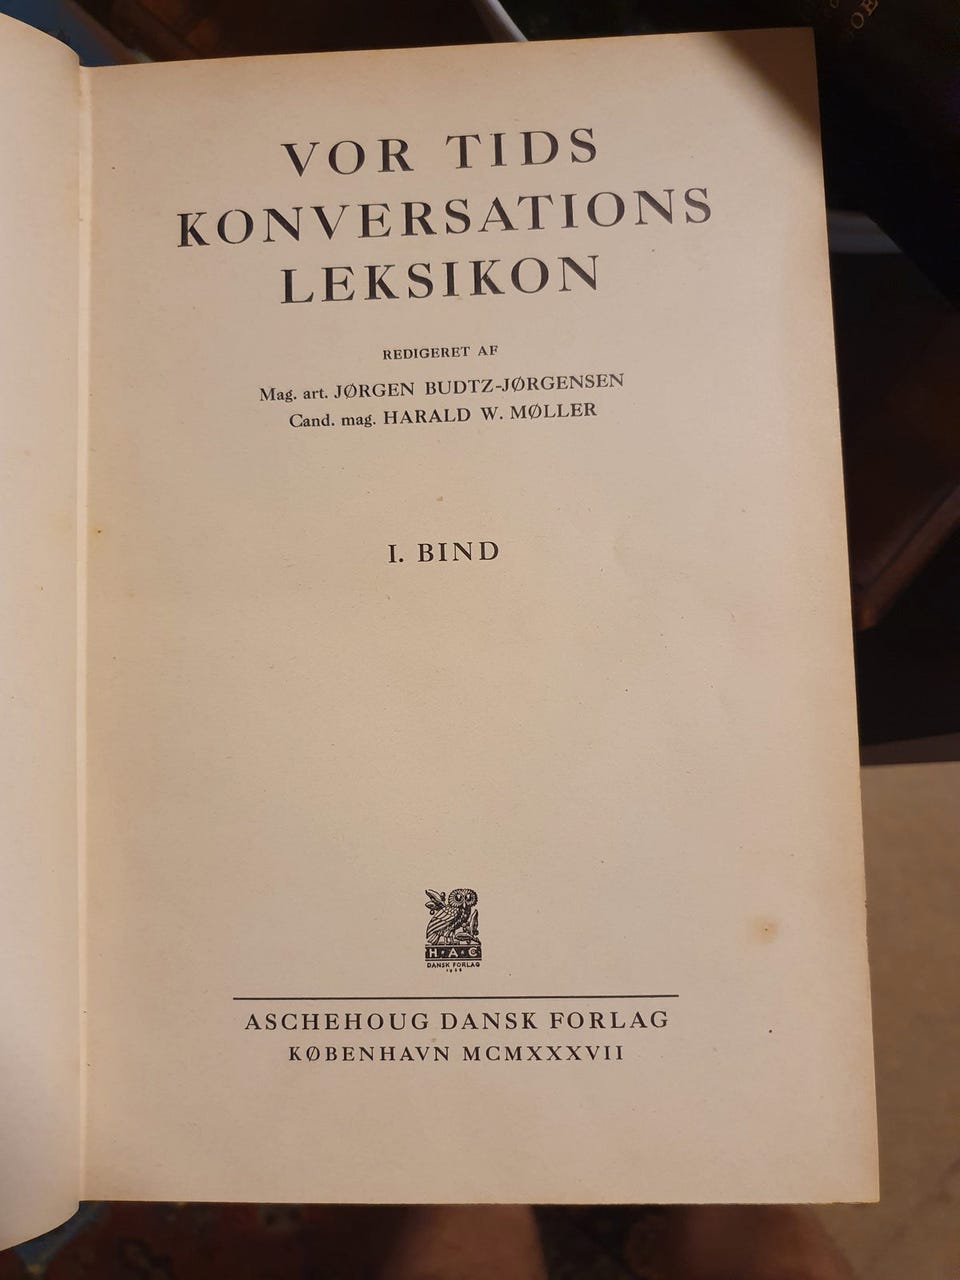 VOR TIDS
KONVERSATIONS
LEKSIKON
REDIGERET AF
Mag. art. JØRGEN BUDTZ-JØRGENSEN
Cand. mag. HARALD W. MØLLER
I. BIND
H·A·C
DANSK FORLAG
ASCHEHOUG DANSK FORLAG
KØBENHAVN MCMXXXVII